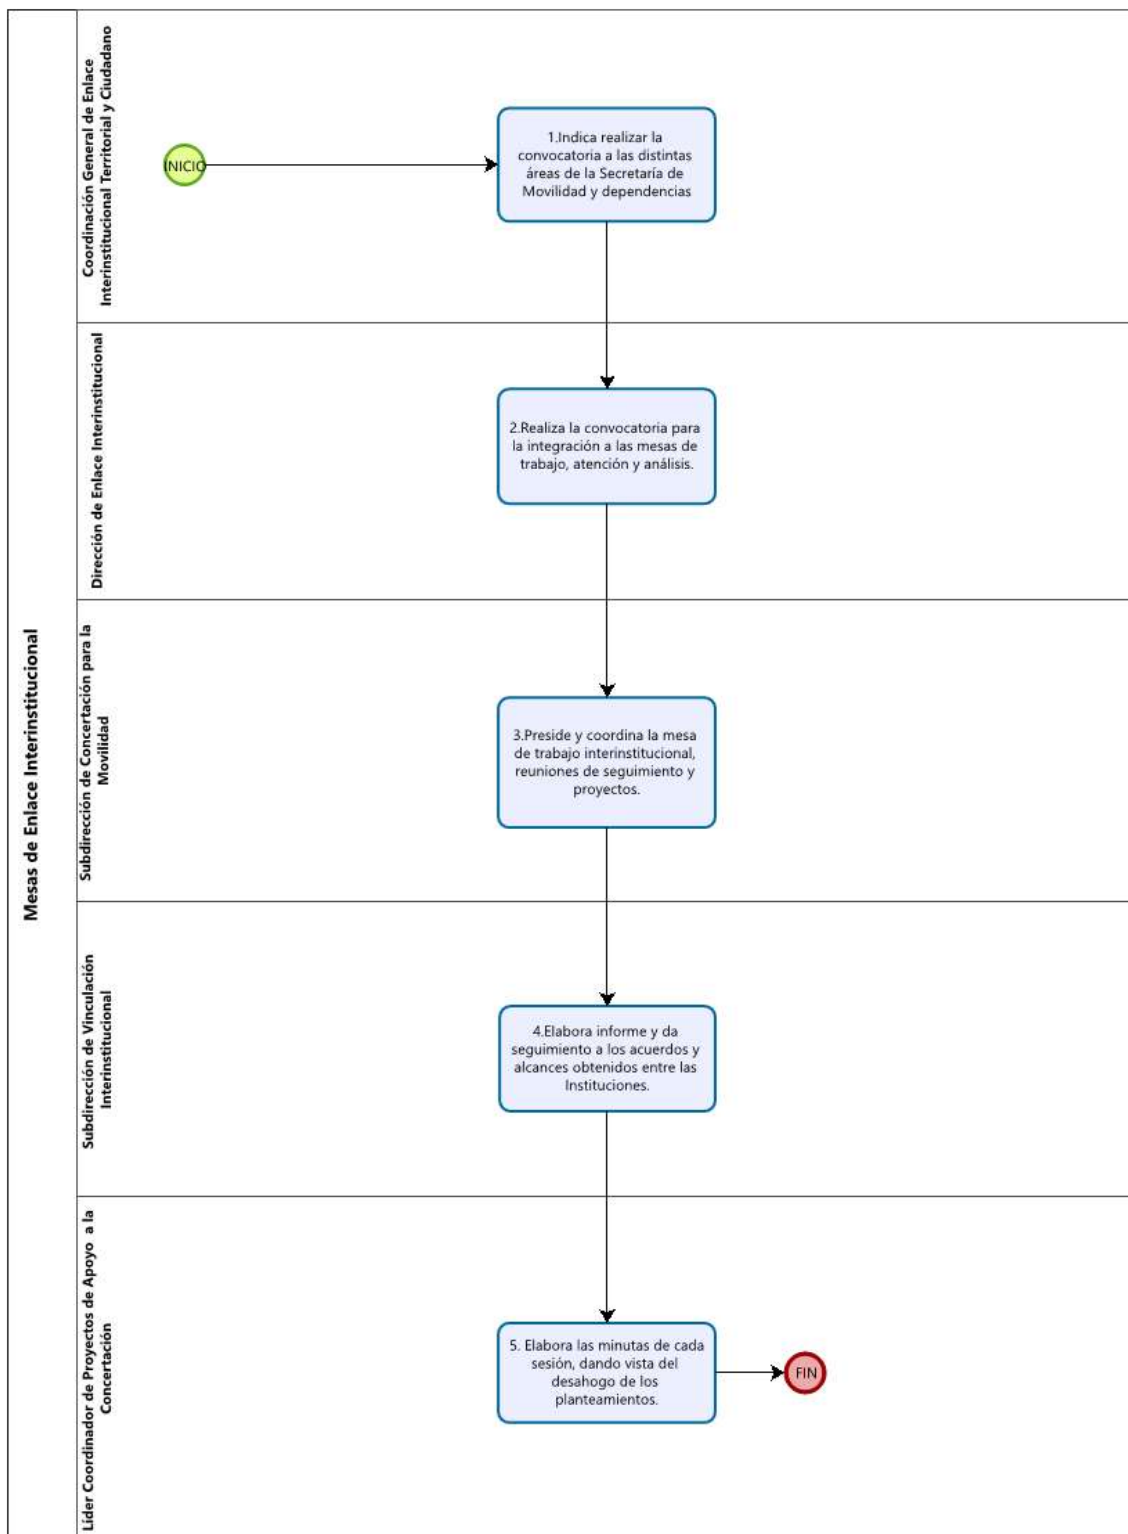 Mesas de Enlace Interinstitucional
Coordinación General de Enlace
Interinstitucional Territorial y Ciudadano
INICIO
1.Indica realizar la
convocatoria a las distintas
áreas de la Secretaría de
Movilidad y dependencias
Dirección de Enlace Interinstitucional
2.Realiza la convocatoria para
la integración a las mesas de
trabajo, atención y análisis.
Subdirección de Concertación para la
Movilidad
3.Preside y coordina la mesa
de trabajo interinstitucional,
reuniones de seguimiento y
proyectos.
Subdirección de Vinculación
Interinstitucional
4.Elabora informe y da
seguimiento a los acuerdos y
alcances obtenidos entre las
Instituciones.
Líder Coordinador de Proyectos de Apoyo a la
Concertación
5. Elabora las minutas de cada
sesión, dando vista del
desahogo de los
planteamientos.
FIN